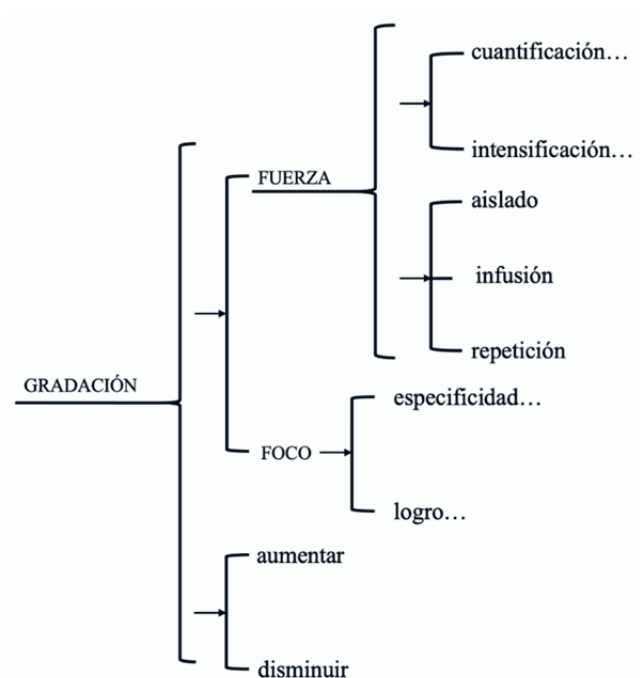 cuantificación…
intensificación…
FUERZA
aislado
infusión
repetición
GRADACIÓN
especificidad…
FOCO
logro…
aumentar
disminuir